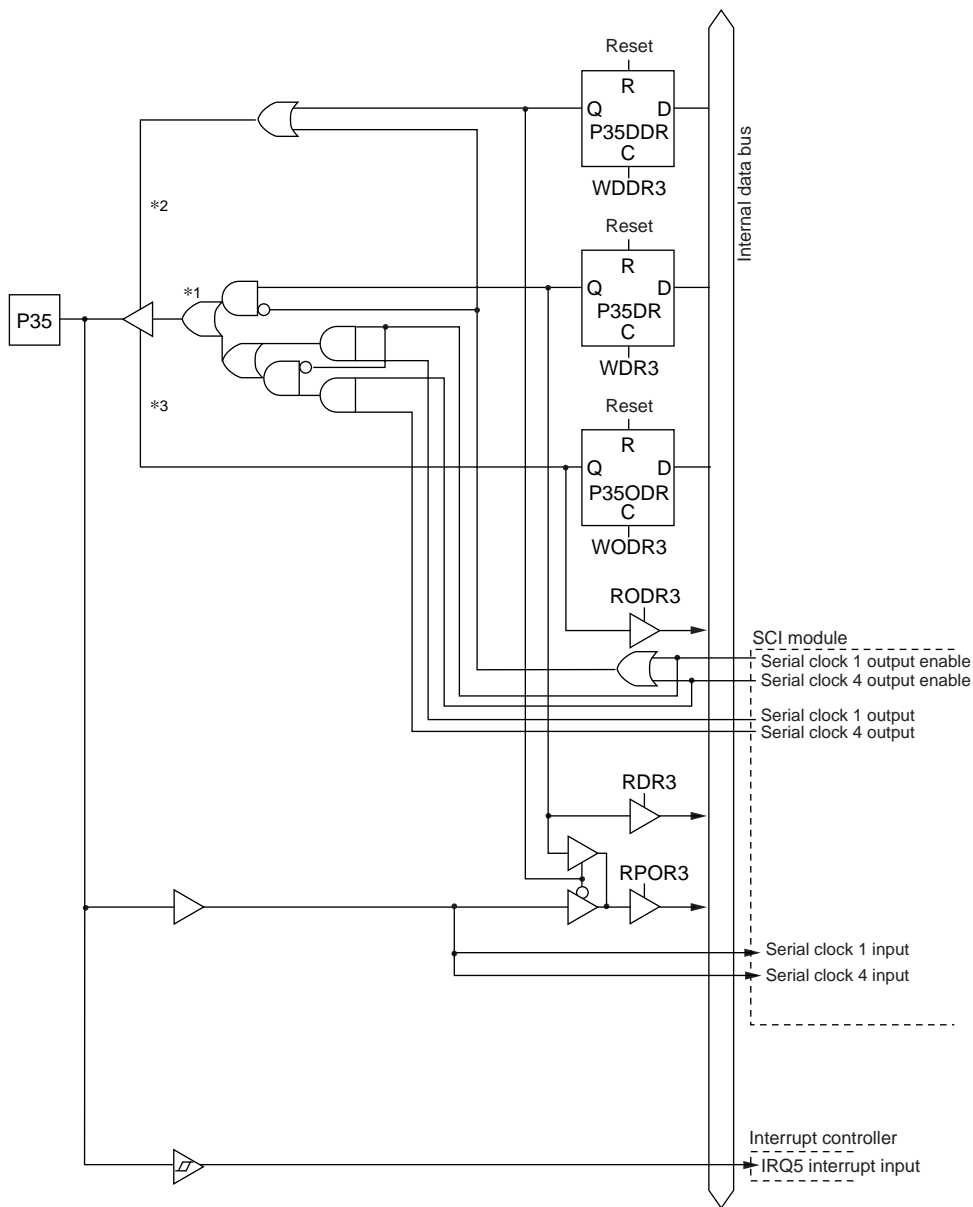 Reset
R
Q D
P35DDR
C
WDDR3
Internal data bus
*2
Reset
R
*1
Q D
P35DR
C
P35
WDR3
*3
Reset
R
Q D
P35ODR
C
WODR3
RODR3
SCI module
Serial clock 1 output enable
Serial clock 4 output enable
Serial clock 1 output
Serial clock 4 output
RDR3
RPOR3
Serial clock 1 input
Serial clock 4 input
Interrupt controller
IRQ5 interrupt input